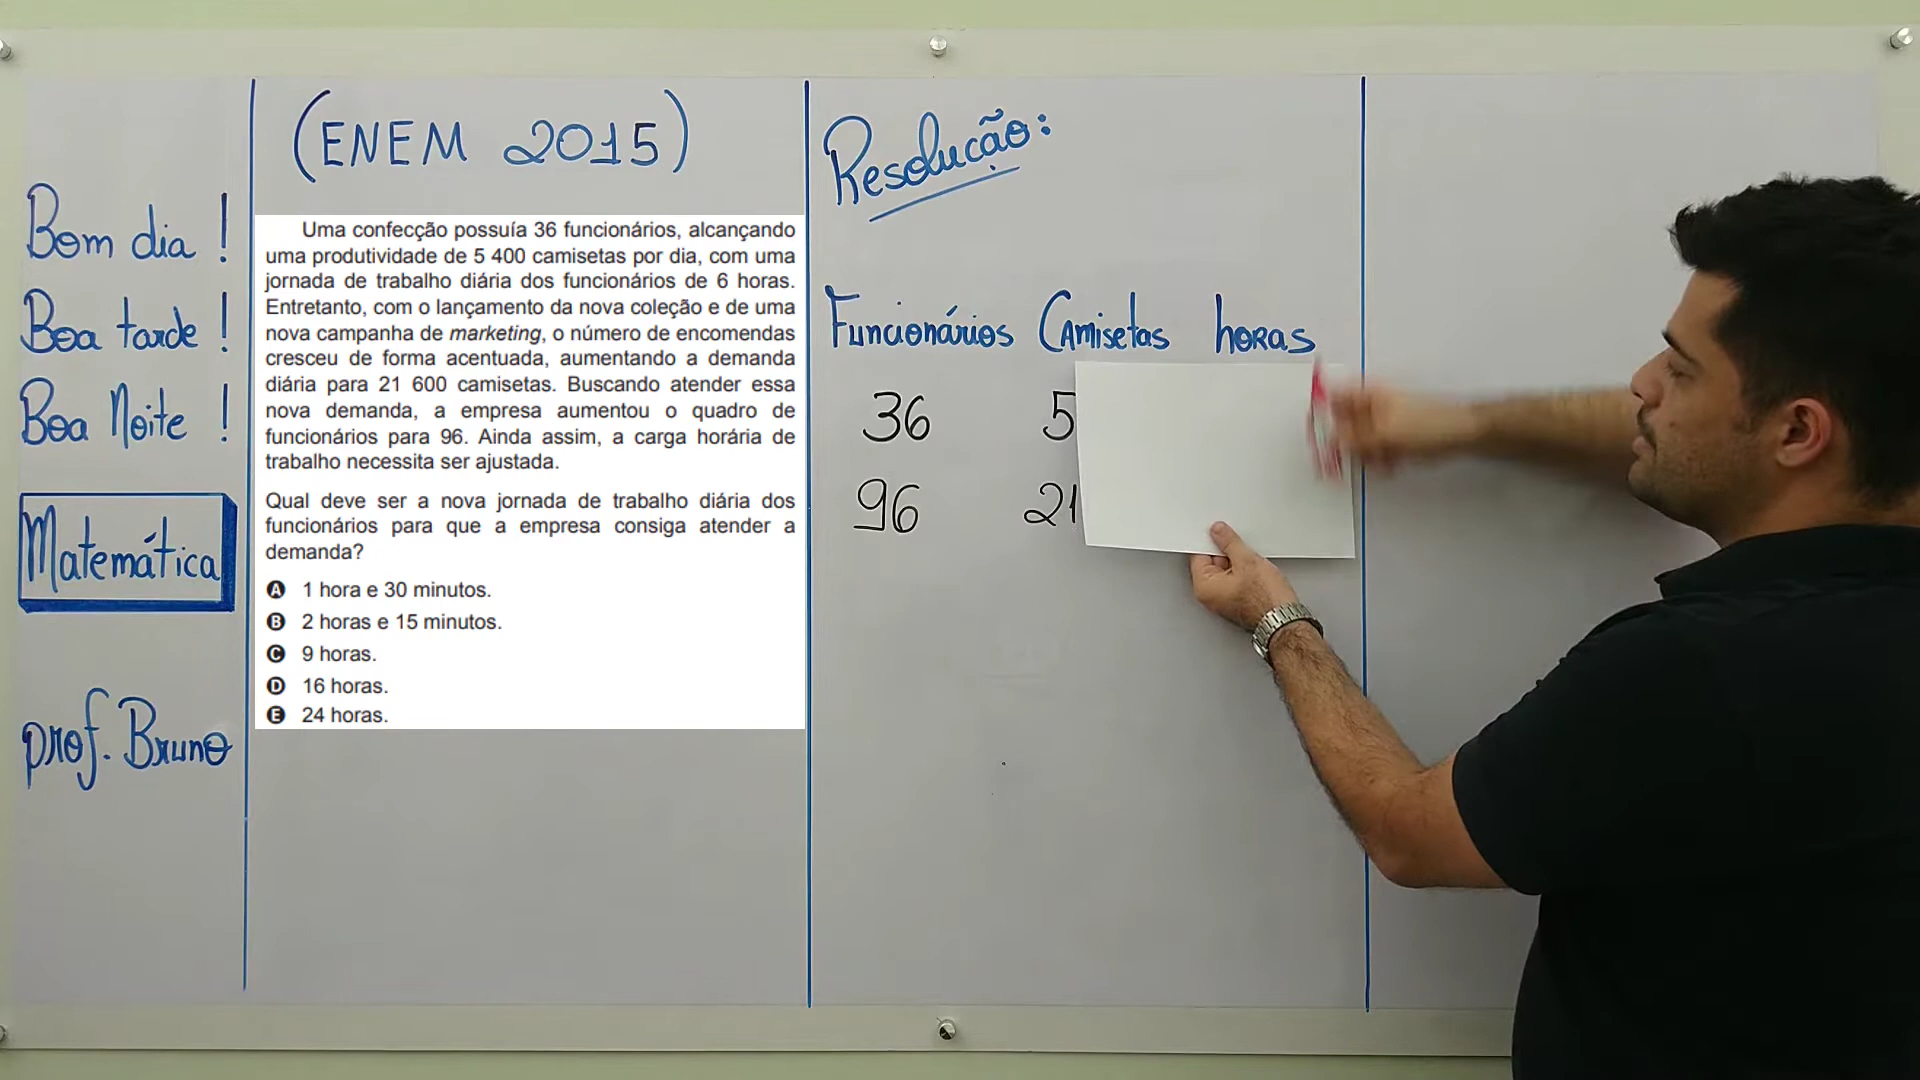 Bom dia !
Boa tarde !
Boa Noite !
Matemática
prof. Bruno
(ENEM 2015)
Uma confecção possuía 36 funcionários, alcançando
uma produtividade de 5 400 camisetas por dia, com uma
jornada de trabalho diária dos funcionários de 6 horas.
Entretanto, com o lançamento da nova coleção e de uma
nova campanha de marketing, o número de encomendas
cresceu de forma acentuada, aumentando a demanda
diária para 21 600 camisetas. Buscando atender essa
nova demanda, a empresa aumentou o quadro de
funcionários para 96. Ainda assim, a carga horária de
trabalho necessita ser ajustada.
Qual deve ser a nova jornada de trabalho diária dos
funcionários para que a empresa consiga atender a
demanda?
A 1 hora e 30 minutos.
B 2 horas e 15 minutos.
C 9 horas.
D 16 horas.
E 24 horas.
Resolução:
Funcionários Camisetas horas
36 5
96 21